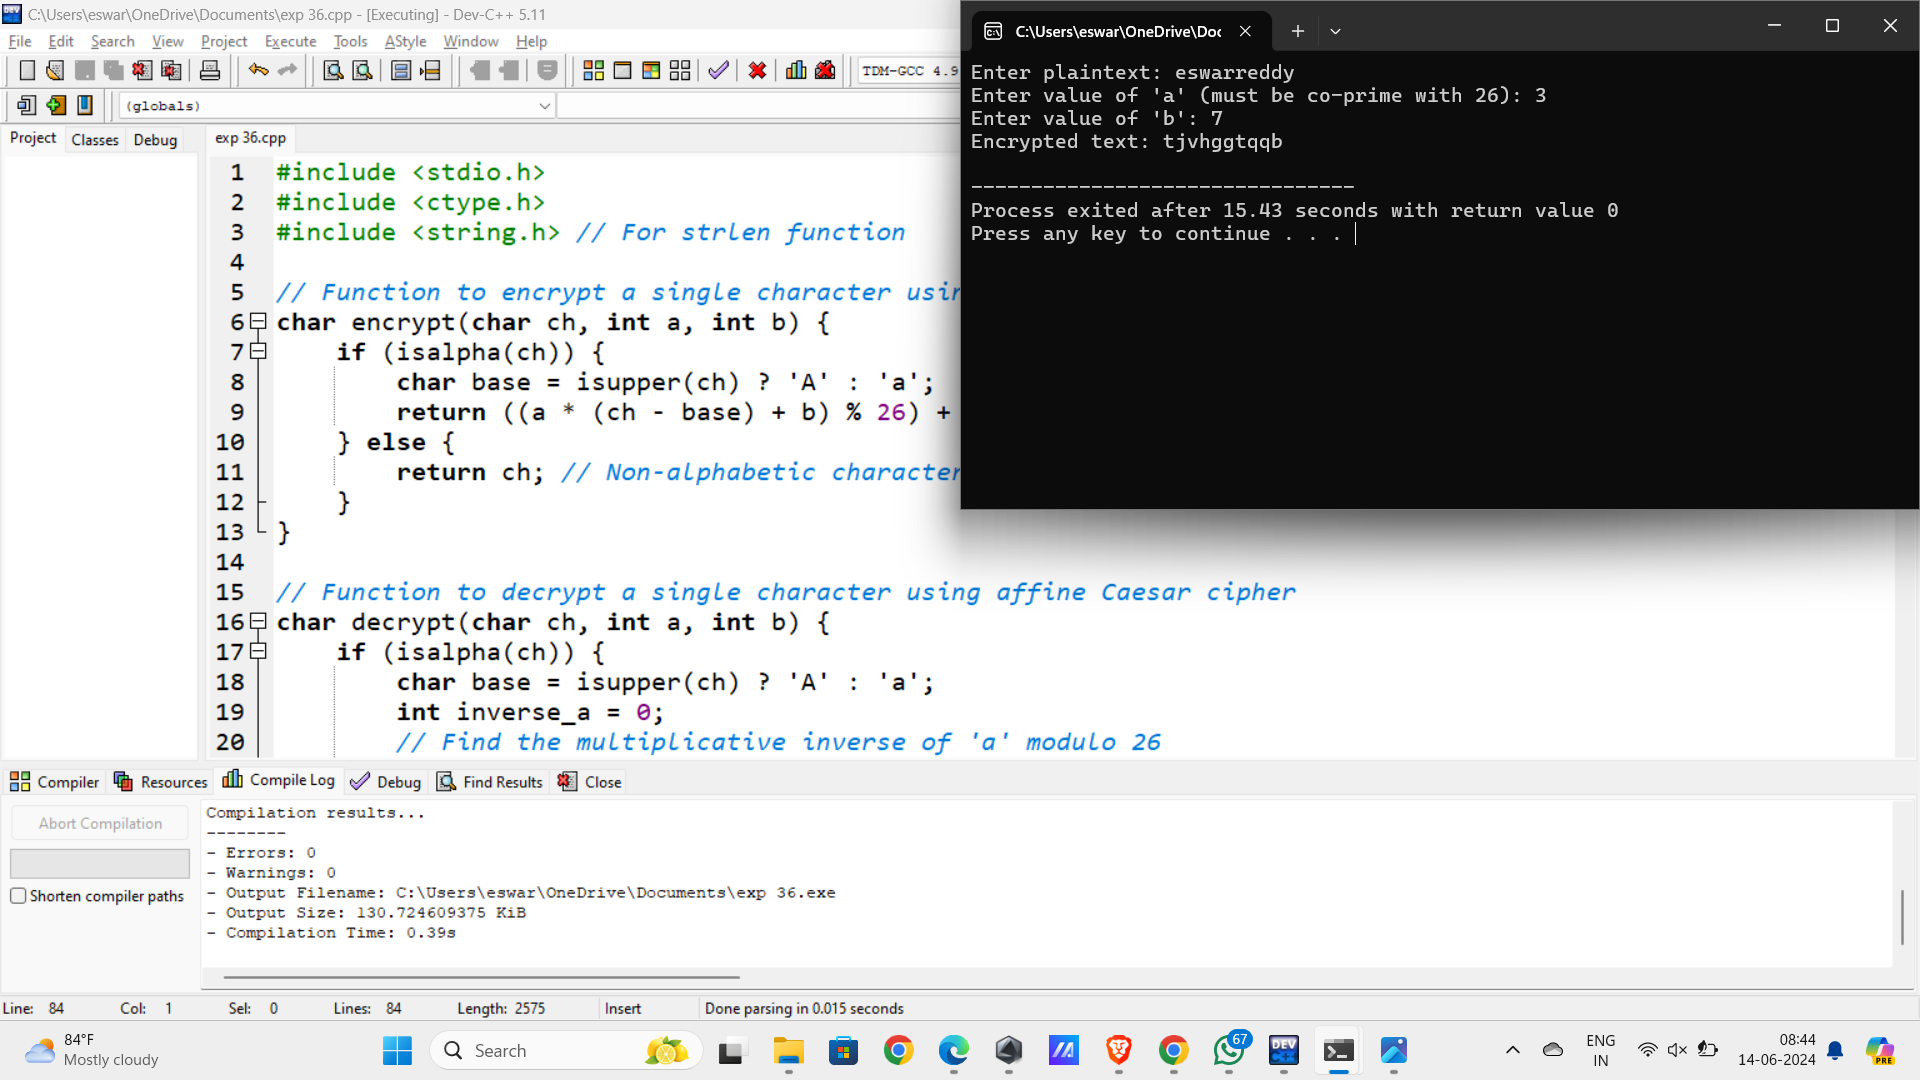 C:\Users\eswar\OneDrive\Documents\exp 36.cpp - [Executing] - Dev-C++ 5.11
File Edit Search View Project Execute Tools AStyle Window Help
TDM-GCC 4.9
(globals)
Project Classes Debug
exp 36.cpp
1 #include <stdio.h>
2 #include <ctype.h>
3 #include <string.h> // For strlen function
4
5 // Function to encrypt a single character usin
6 char encrypt(char ch, int a, int b) {
7 if (isalpha(ch)) {
8 char base = isupper(ch) ? 'A' : 'a';
9 return ((a * (ch - base) + b) % 26) +
10 } else {
11 return ch; // Non-alphabetic character
12 }
13 }
14
15 // Function to decrypt a single character using affine Caesar cipher
16 char decrypt(char ch, int a, int b) {
17 if (isalpha(ch)) {
18 char base = isupper(ch) ? 'A' : 'a';
19 int inverse_a = 0;
20 // Find the multiplicative inverse of 'a' modulo 26
C:\Users\eswar\OneDrive\Doc
Enter plaintext: eswarreddy
Enter value of 'a' (must be co-prime with 26): 3
Enter value of 'b': 7
Encrypted text: tjvhggtqqb
--------------------------------
Process exited after 15.43 seconds with return value 0
Press any key to continue . . .
Compiler Resources Compile Log Debug Find Results Close
Abort Compilation
Shorten compiler paths
Compilation results...
--------
- Errors: 0
- Warnings: 0
- Output Filename: C:\Users\eswar\OneDrive\Documents\exp 36.exe
- Output Size: 130.724609375 KiB
- Compilation Time: 0.39s
Line: 84 Col: 1 Sel: 0 Lines: 84 Length: 2575 Insert Done parsing in 0.015 seconds
84°F
Mostly cloudy
Search
67
DEV
ENG
IN
08:44
14-06-2024
PRE